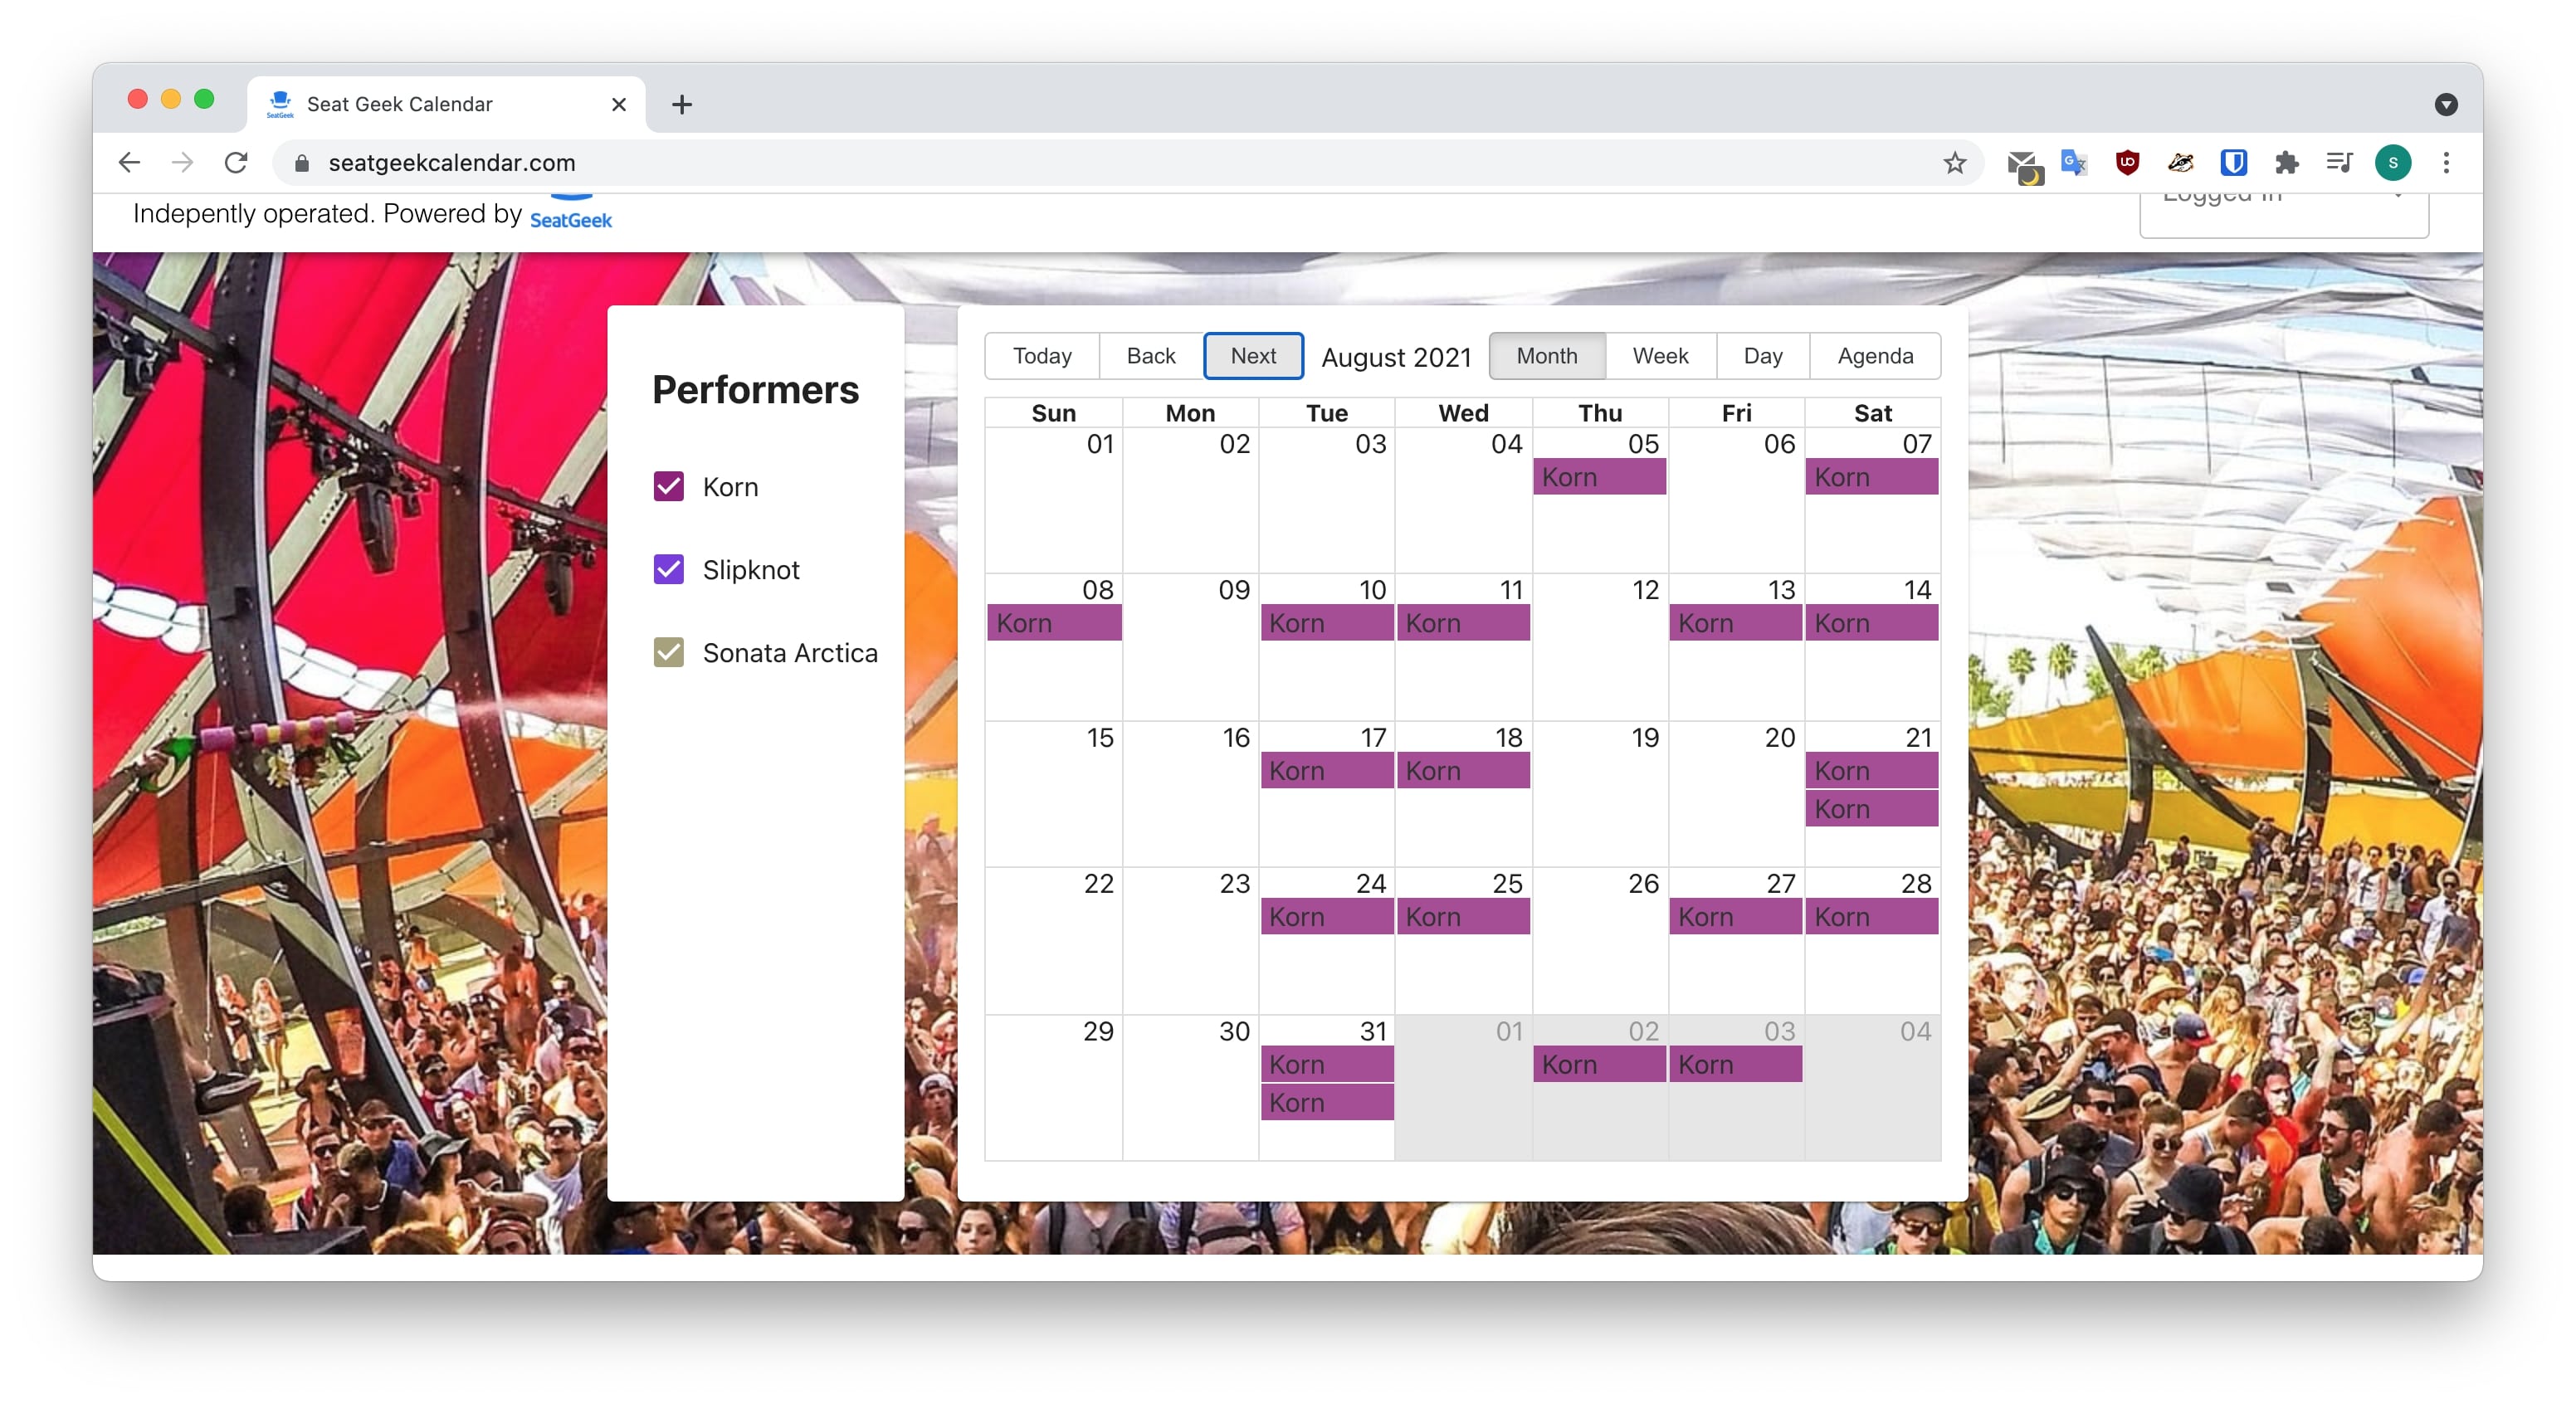 Seat Geek Calendar
SeatGeek
seatgeekcalendar.com
S
Indepently operated. Powered by SeatGeek
Logged In
Today Back Next August 2021 Month Week Day Agenda
Performers
Korn
Slipknot
Sonata Arctica
Sun Mon Tue Wed Thu Fri Sat
01 02 03 04 05 06 07
Korn Korn
08 09 10 11 12 13 14
Korn Korn Korn Korn Korn
15 16 17 18 19 20 21
Korn Korn Korn
Korn
22 23 24 25 26 27 28
Korn Korn Korn Korn
29 30 31 01 02 03 04
Korn Korn Korn
Korn